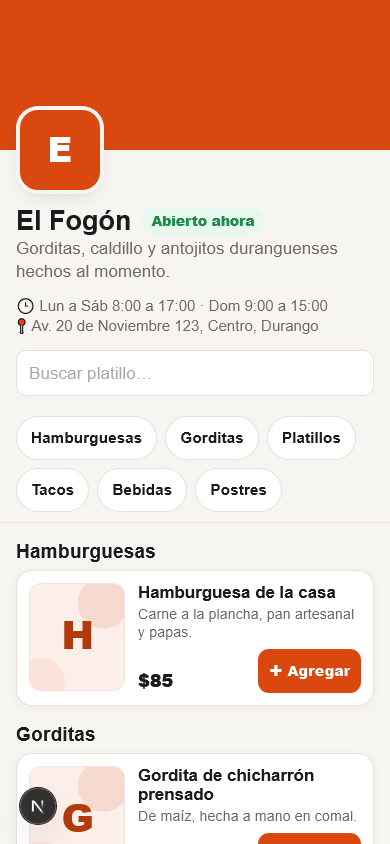 E
El Fogón
Abierto ahora
Gorditas, caldillo y antojitos duranguenses
hechos al momento.
Lun a Sáb 8:00 a 17:00 · Dom 9:00 a 15:00
Av. 20 de Noviembre 123, Centro, Durango
Buscar platillo…
Hamburguesas
Gorditas
Platillos
Tacos
Bebidas
Postres
Hamburguesas
H
Hamburguesa de la casa
Carne a la plancha, pan artesanal
y papas.
$85
+ Agregar
Gorditas
G
Gordita de chicharrón
prensado
De maíz, hecha a mano en comal.
N